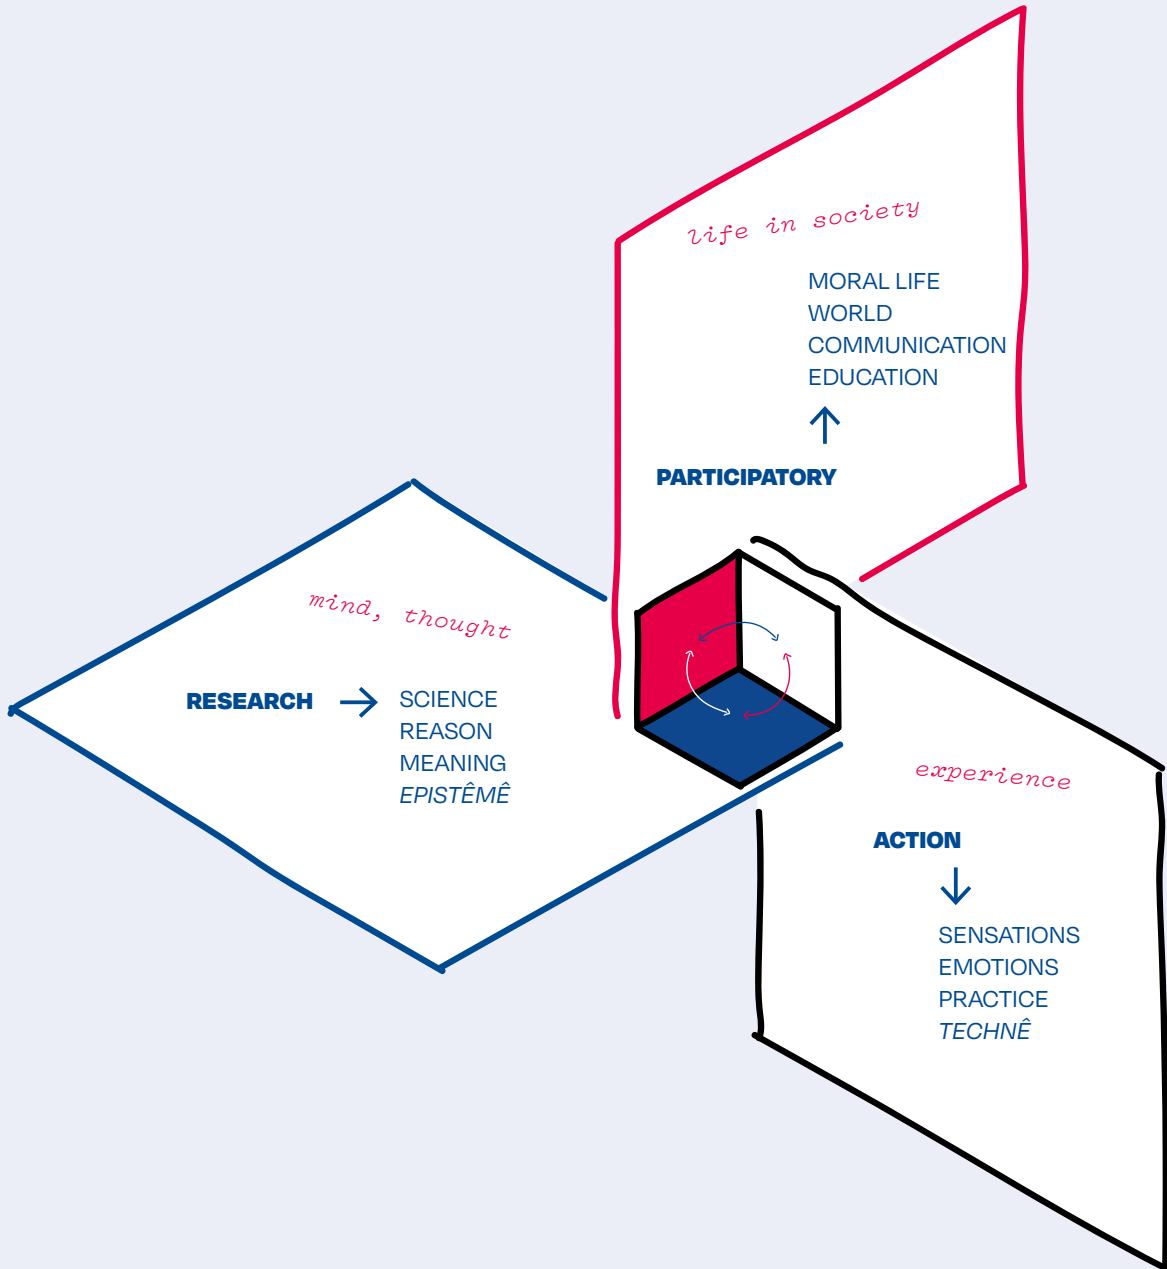 life in society
MORAL LIFE
WORLD
COMMUNICATION
EDUCATION
PARTICIPATORY
mind, thought
RESEARCH
SCIENCE
REASON
MEANING
EPISTÊMÊ
experience
ACTION
SENSATIONS
EMOTIONS
PRACTICE
TECHNÊ